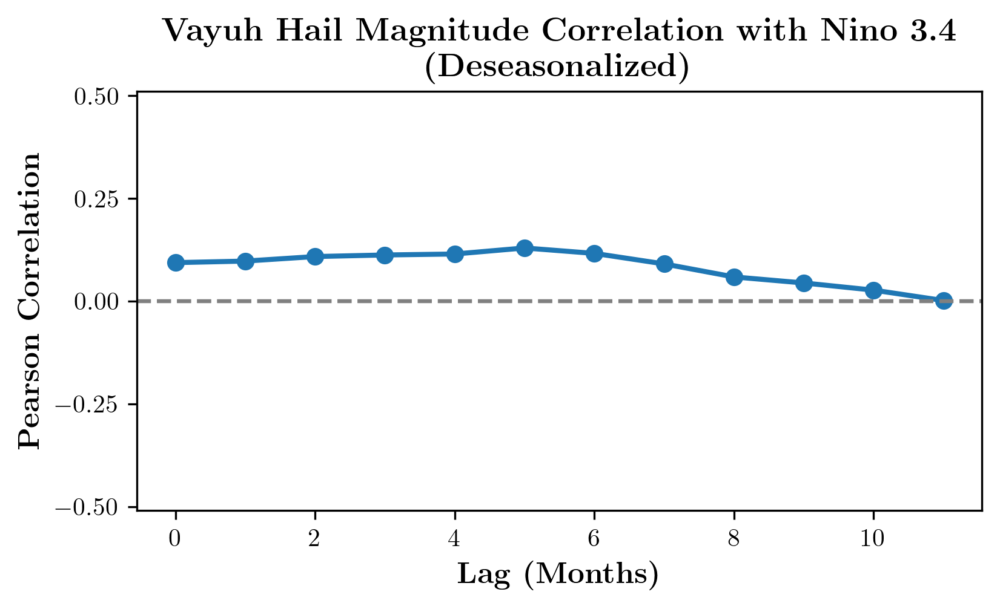 Vayuh Hail Magnitude Correlation with Nino 3.4
(Deseasonalized)
0.50
0.25
0.00
−0.25
−0.50
Pearson Correlation
0 2 4 6 8 10
Lag (Months)